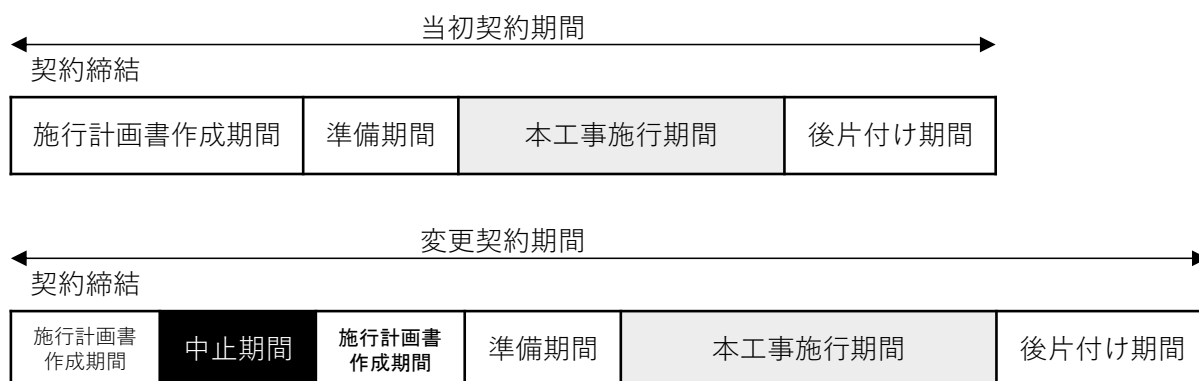 当初契約期間
契約締結
施行計画書作成期間 準備期間 本工事施行期間 後片付け期間
変更契約期間
契約締結
施行計画書
作成期間
中止期間
施行計画書
作成期間
準備期間 本工事施行期間 後片付け期間